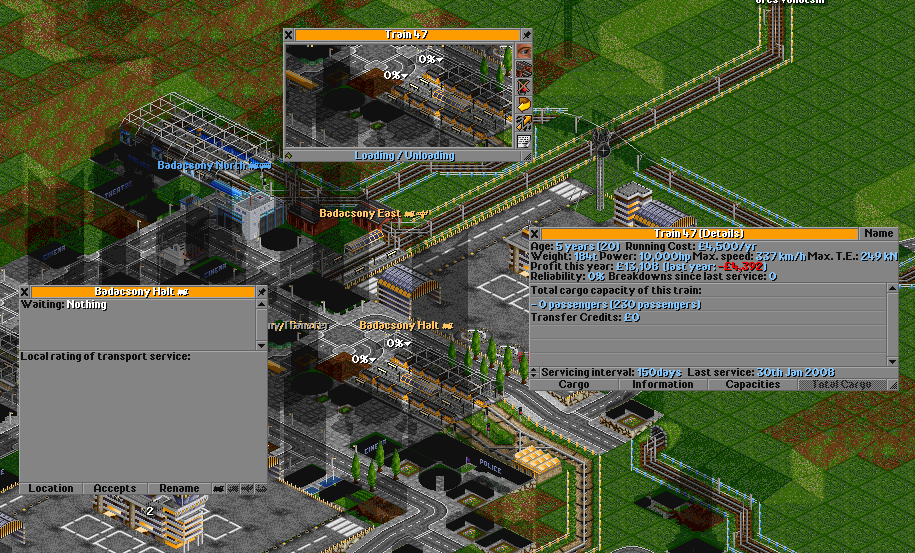 Train 47
0%
0%
Loading / Unloading
Badacsony North
THEATRE
Badacsony East
Train 47 (Details)
Name
Age: 5 years (20) Running Cost: £4,500/yr
Weight: 184t Power: 10,000hp Max. speed: 337 km/h Max. T.E.: 249 kN
Profit this year: £13,108 (last year: -£4,392)
Reliability: 0% Breakdowns since last service: 0
Total cargo capacity of this train:
- 0 passengers (230 passengers)
Transfer Credits: £0
Servicing interval: 150days Last service: 30th Jan 2008
Cargo
Information
Capacities
Total Cargo
Badacsony Halt
Waiting: Nothing
Local rating of transport service:
Location
Accepts
Rename
Badacsony Halt
0%
0%
CINEMA
POLICE
-2